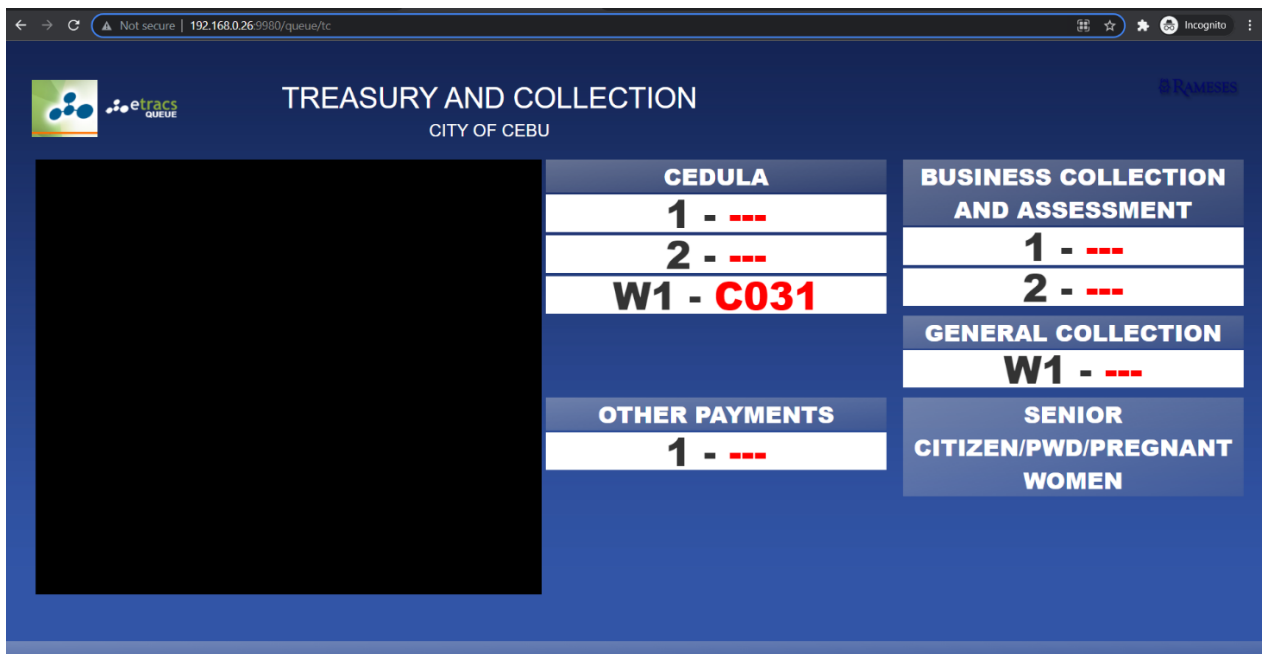 Not secure | 192.168.0.26:9980/queue/tc
Incognito
etracs
QUEUE
TREASURY AND COLLECTION
CITY OF CEBU
RAMESES
CEDULA
1 - ---
2 - ---
W1 - C031
OTHER PAYMENTS
1 - ---
BUSINESS COLLECTION
AND ASSESSMENT
1 - ---
2 - ---
GENERAL COLLECTION
W1 - ---
SENIOR
CITIZEN/PWD/PREGNANT
WOMEN